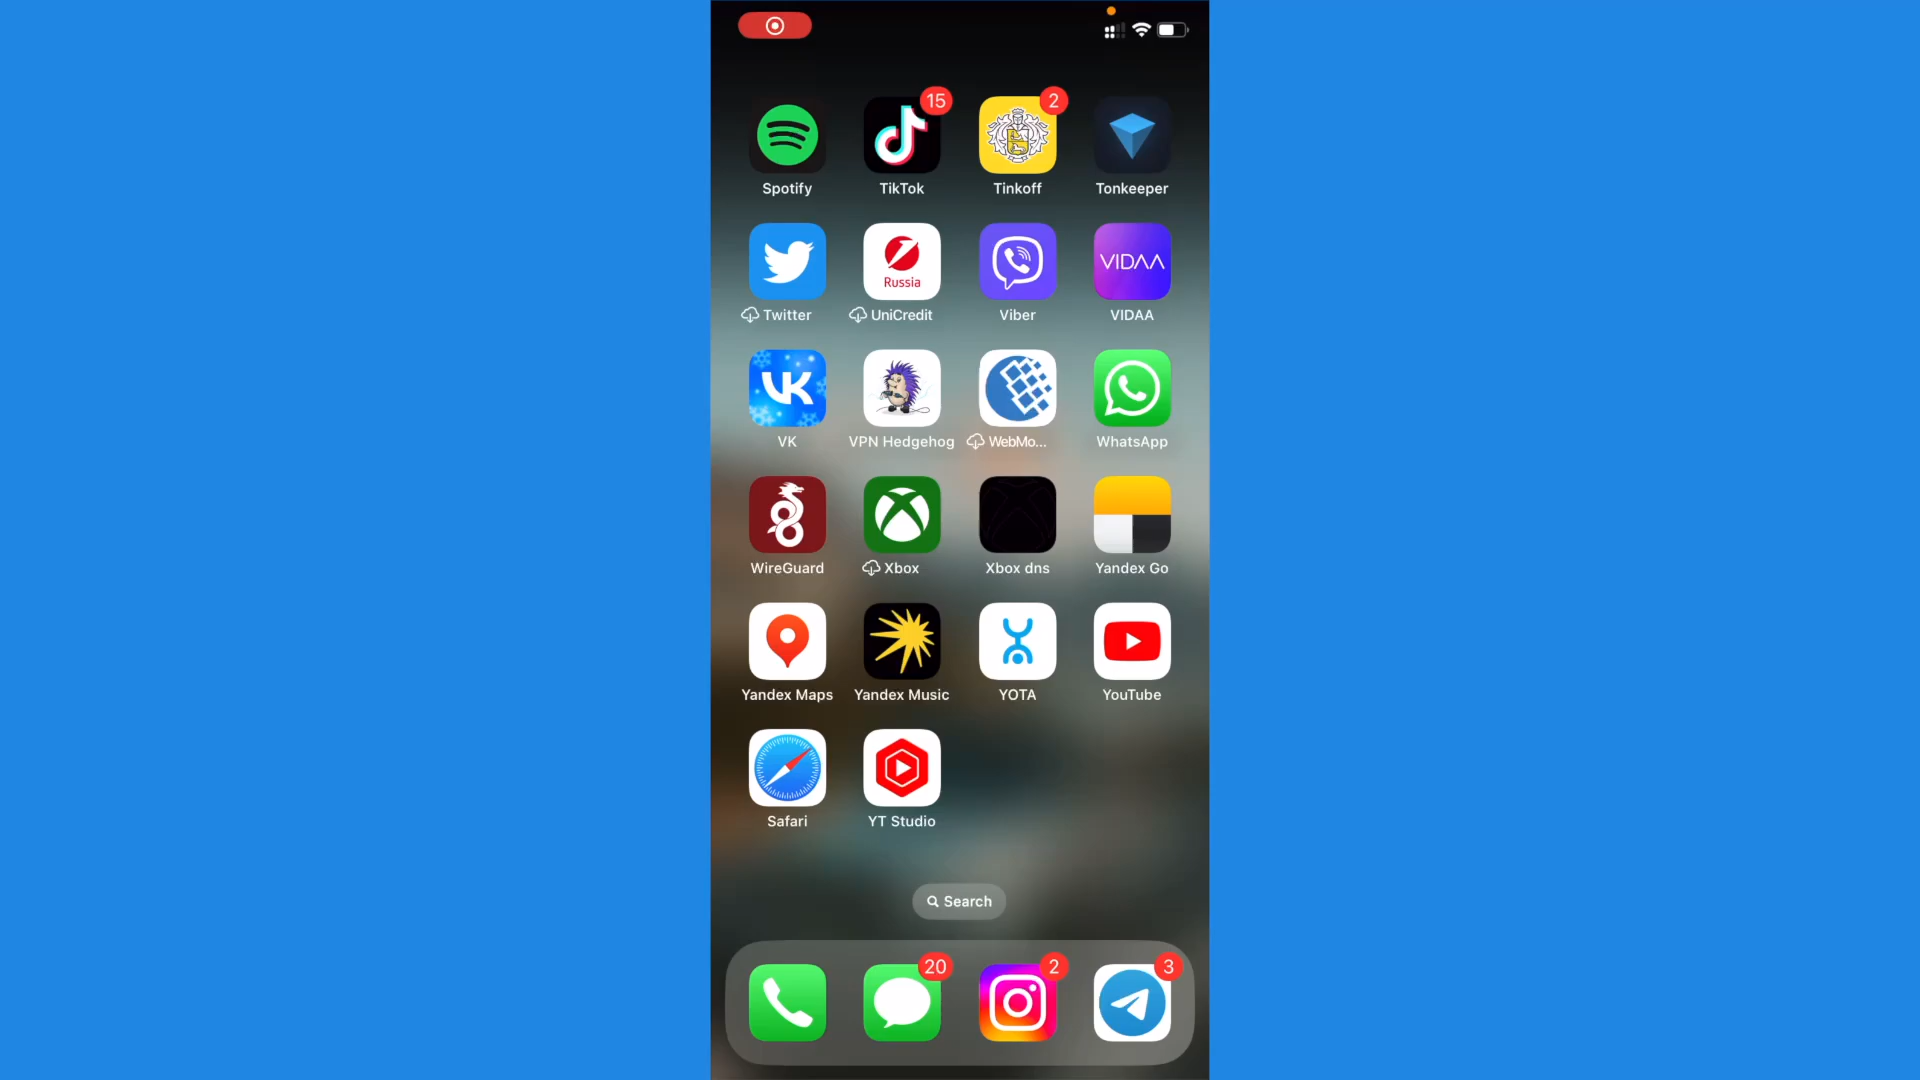 15
2
Spotify
TikTok
Tinkoff
Tonkeeper
Russia
VIDAA
Twitter
UniCredit
Viber
VIDAA
VK
VK
VPN Hedgehog
WebMo...
WhatsApp
WireGuard
Xbox
Xbox dns
Yandex Go
Yandex Maps
Yandex Music
YOTA
YouTube
Safari
YT Studio
Search
20
2
3